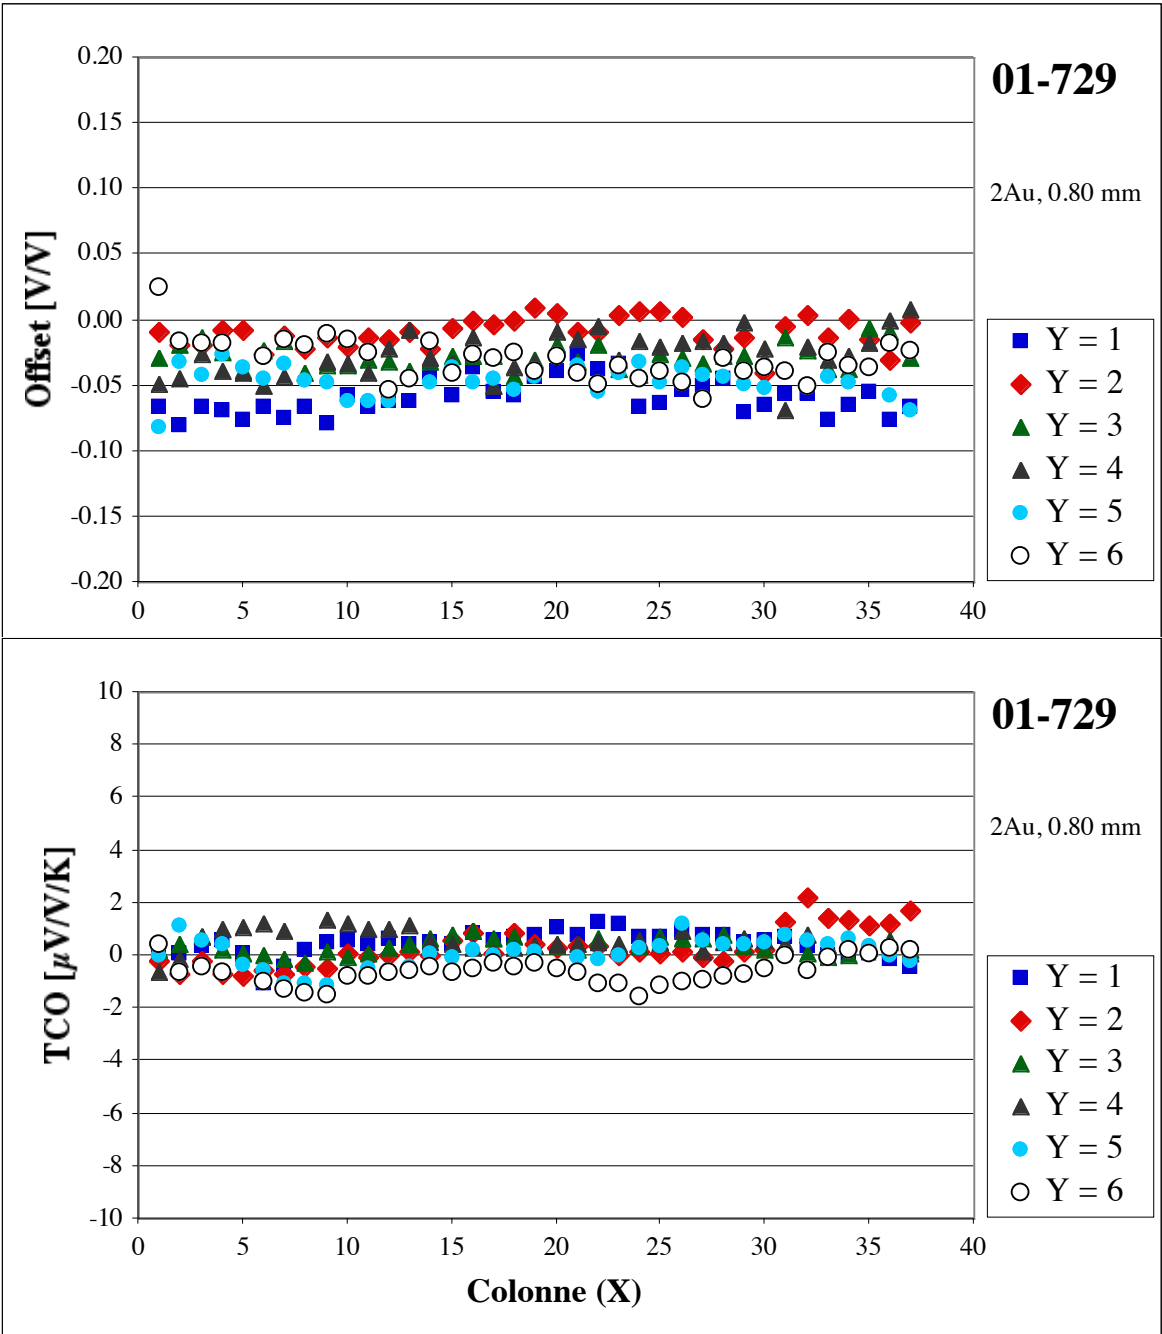 0.20
0.15
0.10
0.05
0.00
-0.05
-0.10
-0.15
-0.20
Offset [V/V]
0 5 10 15 20 25 30 35 40
01-729
2Au, 0.80 mm
Y = 1
Y = 2
Y = 3
Y = 4
Y = 5
Y = 6
10
8
6
4
2
0
-2
-4
-6
-8
-10
TCO [µV/V/K]
0 5 10 15 20 25 30 35 40
Colonne (X)
01-729
2Au, 0.80 mm
Y = 1
Y = 2
Y = 3
Y = 4
Y = 5
Y = 6